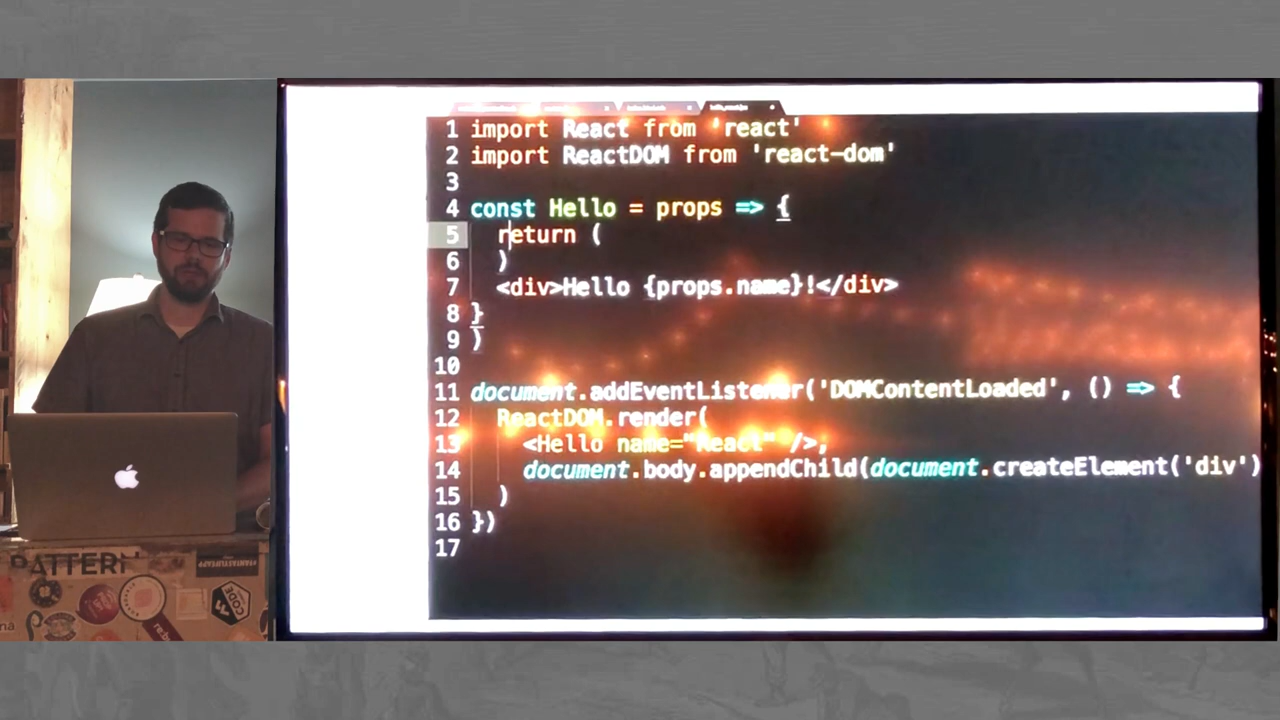 1 import React from 'react'
2 import ReactDOM from 'react-dom'
3
4 const Hello = props => {
5   return (
6   )
7   <div>Hello {props.name}!</div>
8 }
9 )
10
11 document.addEventListener('DOMContentLoaded', () => {
12   ReactDOM.render(
13     <Hello name="React" />,
14     document.body.appendChild(document.createElement('div')
15   )
16 })
17
PATTERN
CODE